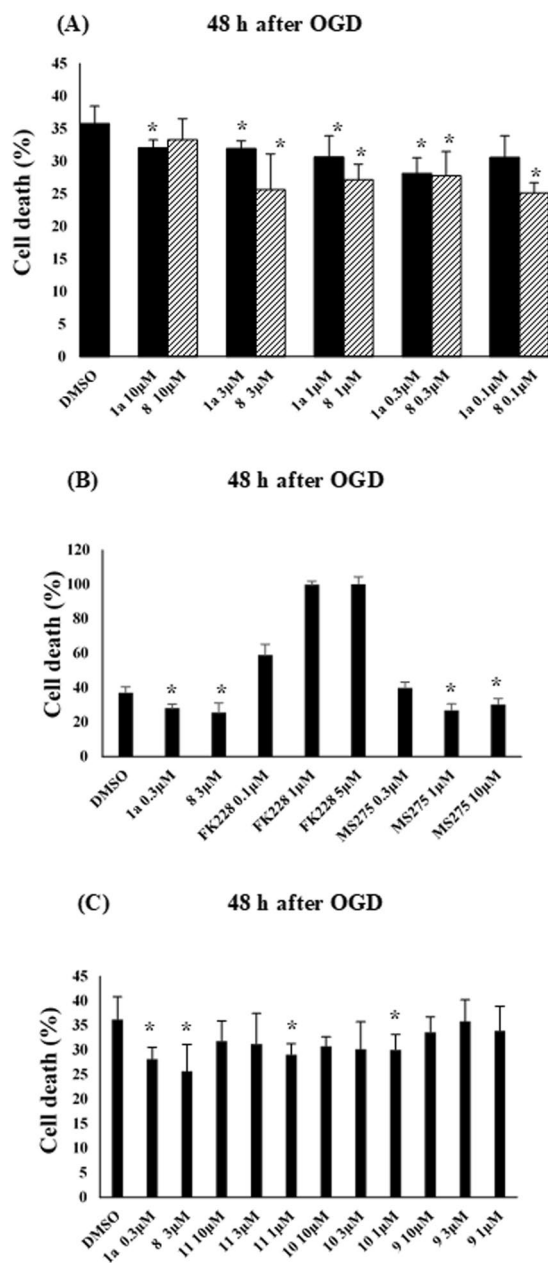 (A) 48 h after OGD
Cell death (%)
45
40
35
30
25
20
15
10
5
0
* * * * * * * *
DMSO
1a 10µM
8 10µM
1a 3µM
8 3µM
1a 1µM
8 1µM
1a 0.3µM
8 0.3µM
1a 0.1µM
8 0.1µM
(B) 48 h after OGD
Cell death (%)
120
100
80
60
40
20
0
* * * *
DMSO
1a 0.3µM
8 3µM
FK228 0.1µM
FK228 1µM
FK228 5µM
MS275 0.3µM
MS275 1µM
MS275 10µM
(C) 48 h after OGD
Cell death (%)
45
40
35
30
25
20
15
10
5
0
* * * *
DMSO
1a 0.3µM
8 3µM
11 10µM
11 3µM
11 1µM
10 10µM
10 3µM
10 1µM
9 10µM
9 3µM
9 1µM